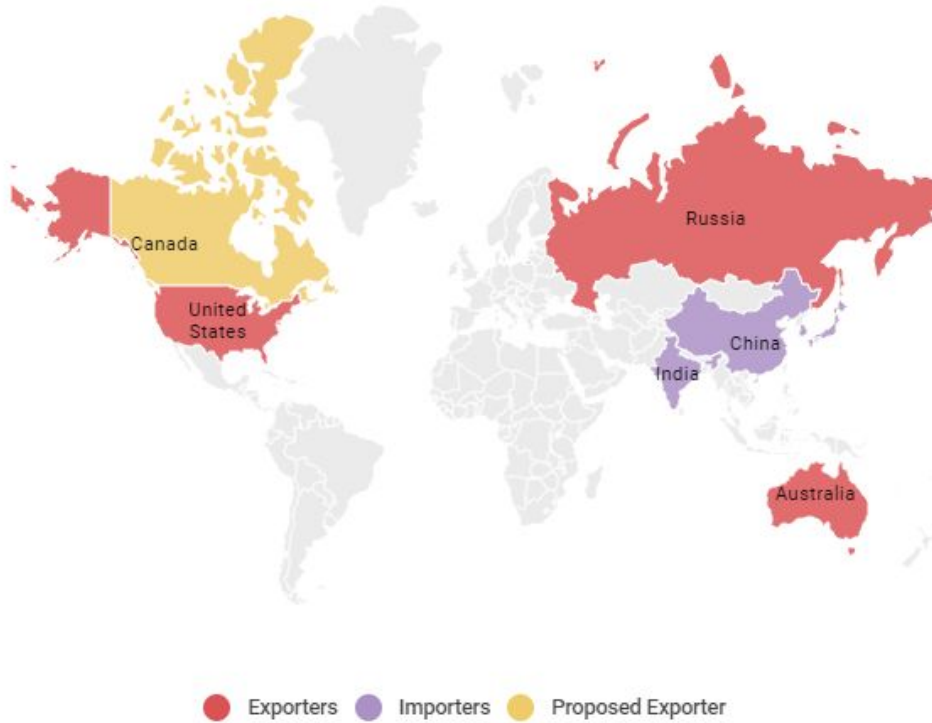 Russia
Canada
United
States
China
India
Australia
Exporters
Importers
Proposed Exporter